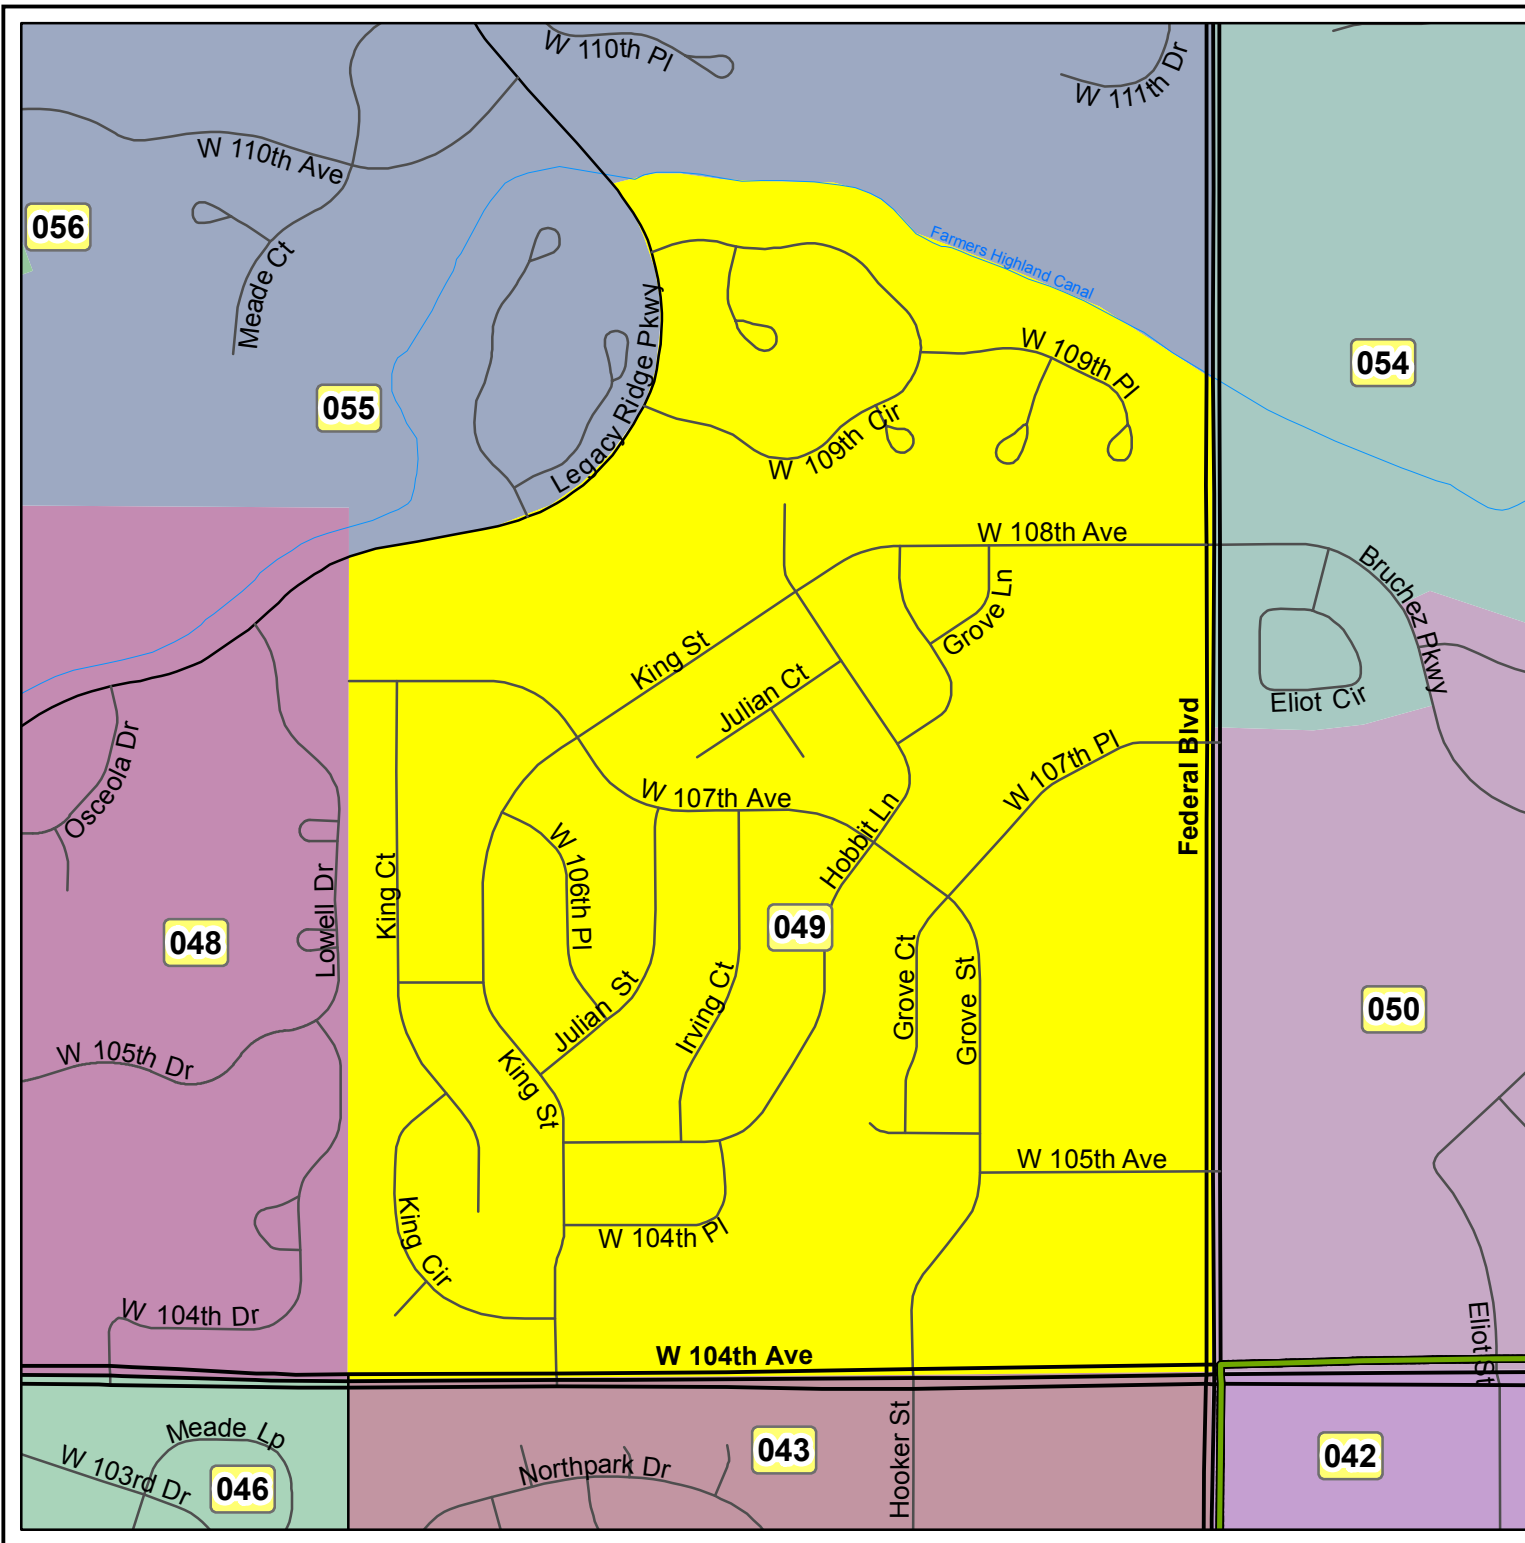 W 110th Pl
W 111th Dr
W 110th Ave
056
Meade Ct
Farmers Highland Canal
Legacy Ridge Pkwy
W 109th Pl
054
055
W 109th Cir
W 108th Ave
Bruchez Pkwy
Grove Ln
King St
Julian Ct
Eliot Cir
Federal Blvd
Osceola Dr
W 107th Pl
W 107th Ave
Hobbit Ln
W 106th Pl
King Ct
Lowell Dr
048
049
Grove Ct
Grove St
050
Julian St
Irving Ct
W 105th Dr
King St
W 105th Ave
King Cir
W 104th Pl
W 104th Dr
Eliot St
W 104th Ave
Meade Lp
W 103rd Dr
046
Northpark Dr
043
Hooker St
042